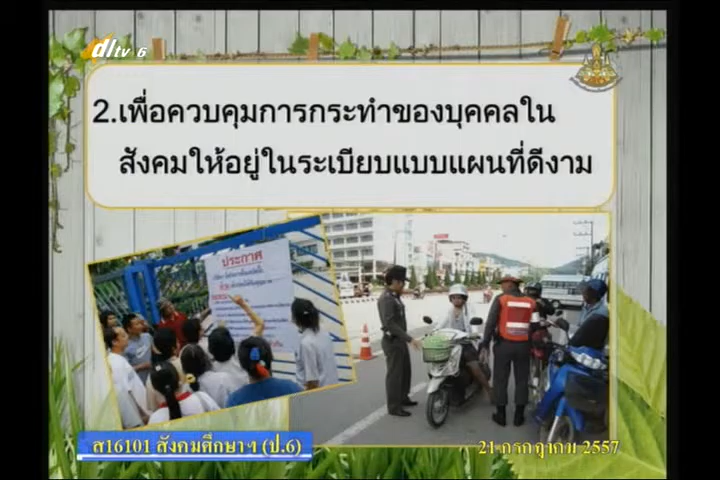 dltv 6
2.เพื่อควบคุมการกระทำของบุคคลใน
สังคมให้อยู่ในระเบียบแบบแผนที่ดีงาม
ประกาศ
ส16101 สังคมศึกษาฯ (ป.6)
21 กรกฎาคม 2557